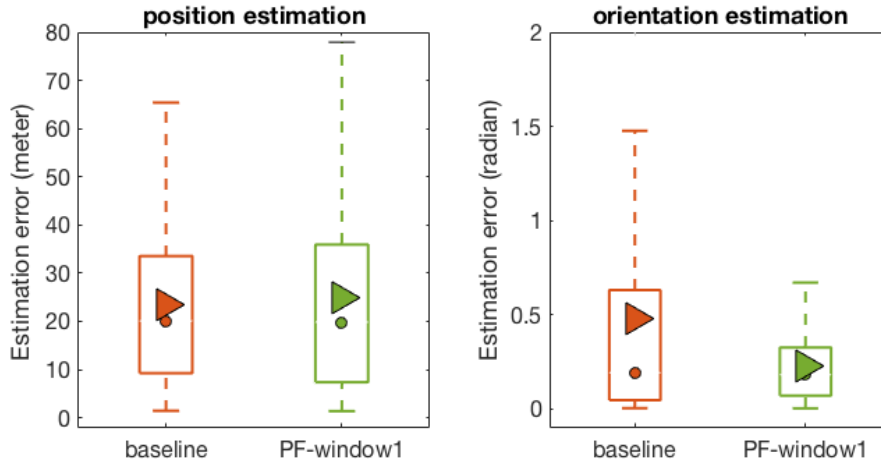 position estimation
Estimation error (meter)
80
70
60
50
40
30
20
10
0
baseline PF-window1
orientation estimation
Estimation error (radian)
2
1.5
1
0.5
0
baseline PF-window1